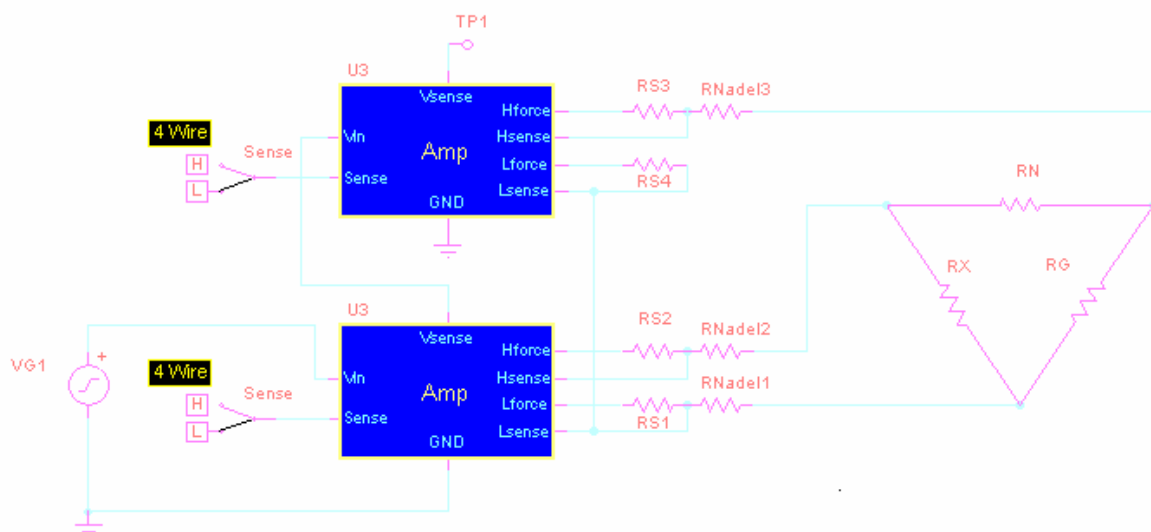 TP1
U3
Vsense
Hforce
Hsense
Lforce
Lsense
Vin
Amp
Sense
GND
4 Wire
H
L
Sense
RS3
RNadel3
RS4
RN
RX
RG
U3
Vsense
Hforce
Hsense
Lforce
Lsense
Vin
Amp
Sense
GND
VG1
+
4 Wire
H
L
Sense
RS2
RNadel2
RNadel1
RS1